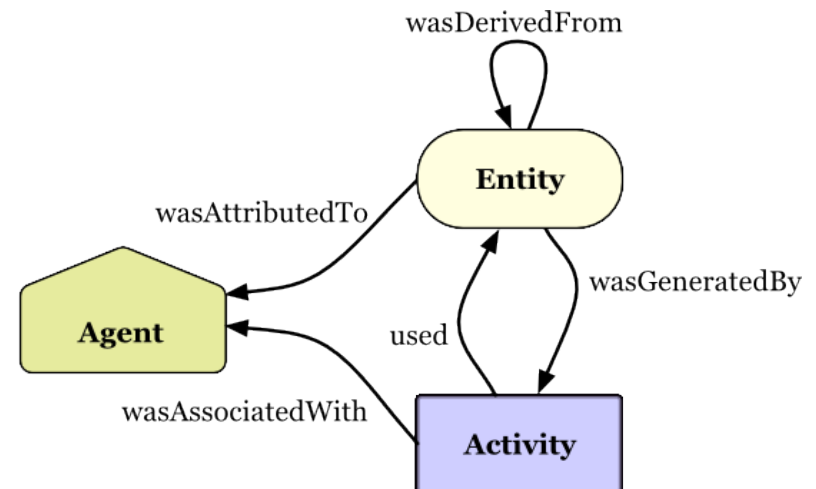 wasDerivedFrom
Entity
wasAttributedTo
wasGeneratedBy
Agent
used
wasAssociatedWith
Activity